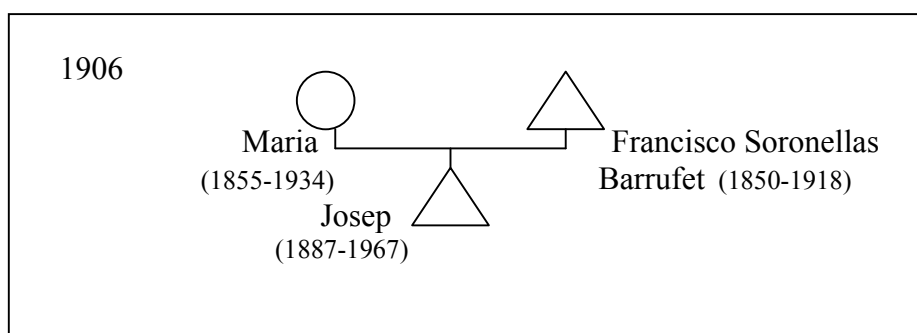 1906
Maria
(1855-1934)
Francisco Soronellas
Barrufet (1850-1918)
Josep
(1887-1967)